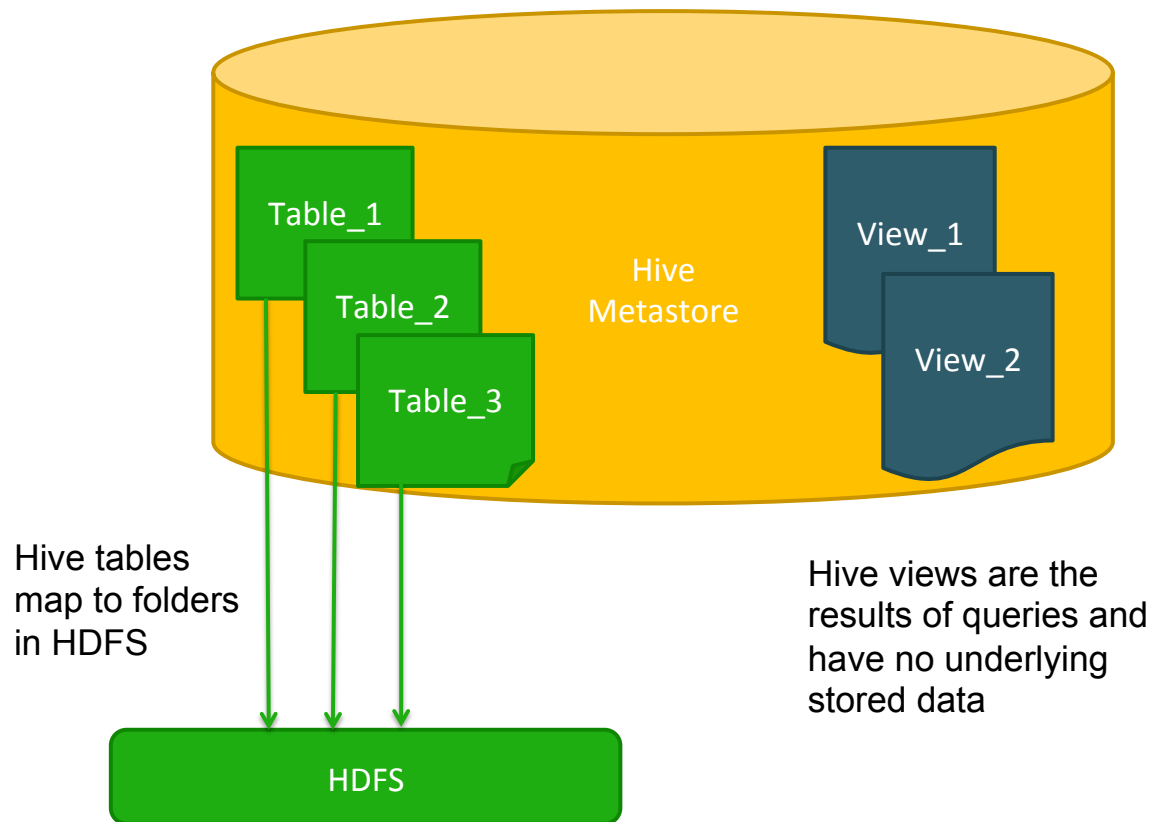 Table_1
Table_2
Table_3
Hive
Metastore
View_1
View_2
Hive tables
map to folders
in HDFS
Hive views are the
results of queries and
have no underlying
stored data
HDFS